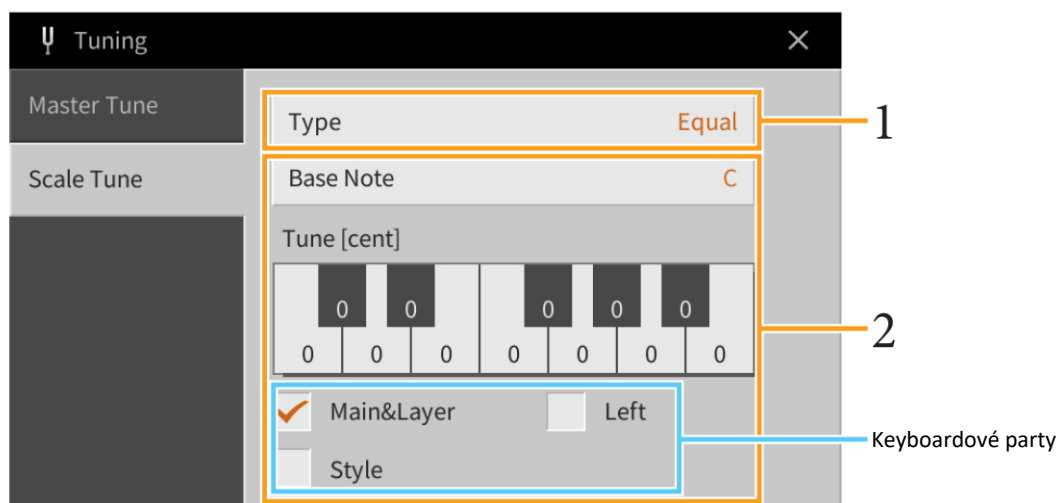 Tuning
Master Tune
Type Equal
1
Scale Tune
Base Note C
Tune [cent]
0 0 0 0 0
0 0 0 0 0 0 0
2
Main&Layer Left
Keyboardové party
Style